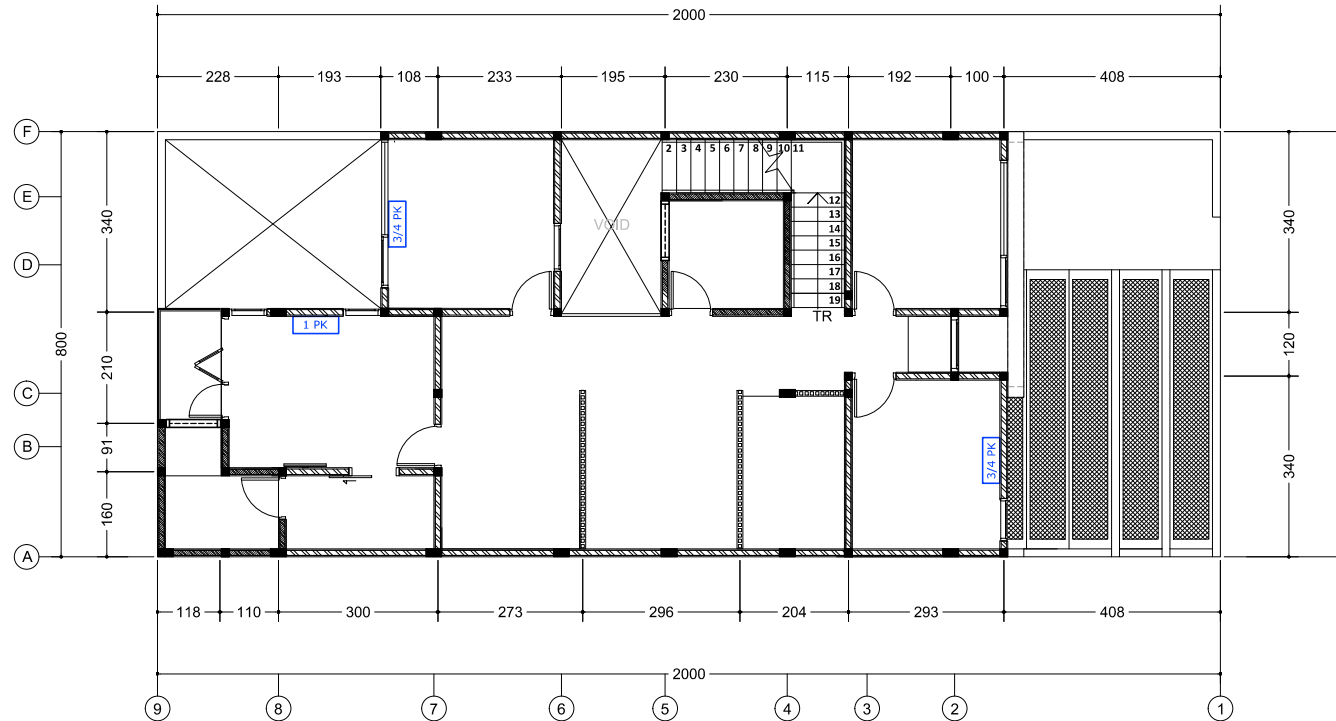 2000
228 193 108 233 195 230 115 192 100 408
F
E
D
C
B
A
800
340
210
91
160
2 3 4 5 6 7 8 9 10 11
12
13
14
15
16
17
18
19
TR
VOID
3/4 PK
1 PK
3/4 PK
340
120
340
118 110 300 273 296 204 293 408
2000
9 8 7 6 5 4 3 2 1